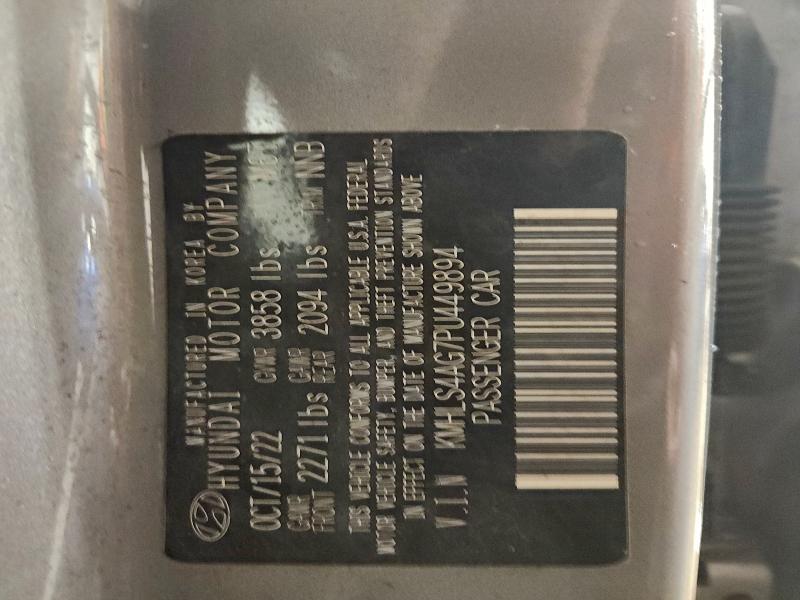 MANUFACTURED IN KOREA BY
HYUNDAI MOTOR COMPANY
OCT/15/22 GVWR 3858 lbs
GAWR FRONT 2271 lbs GAWR REAR 2094 lbs TRIM NNB
THIS VEHICLE CONFORMS TO ALL APPLICABLE U.S.A. FEDERAL
MOTOR VEHICLE SAFETY, BUMPER, AND THEFT PREVENTION STANDARDS
IN EFFECT ON THE DATE OF MANUFACTURE SHOWN ABOVE
V.I.N KMHLS4AG7PU449894
PASSENGER CAR